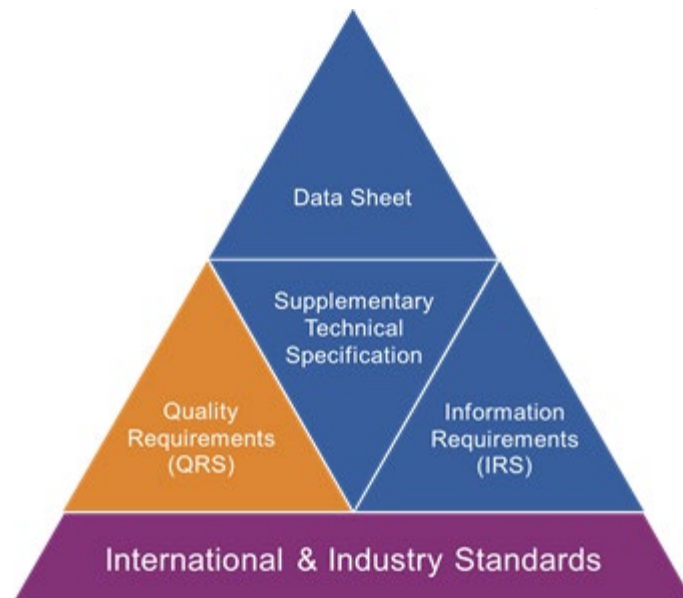 Data Sheet
Supplementary
Technical
Specification
Quality
Requirements
(QRS)
Information
Requirements
(IRS)
International & Industry Standards